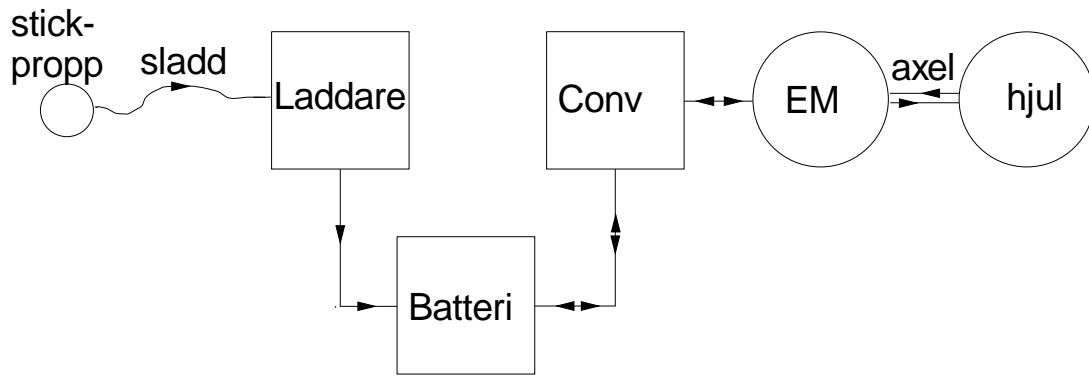 stick-
propp
sladd
Laddare
Conv
EM
axel
hjul
Batteri